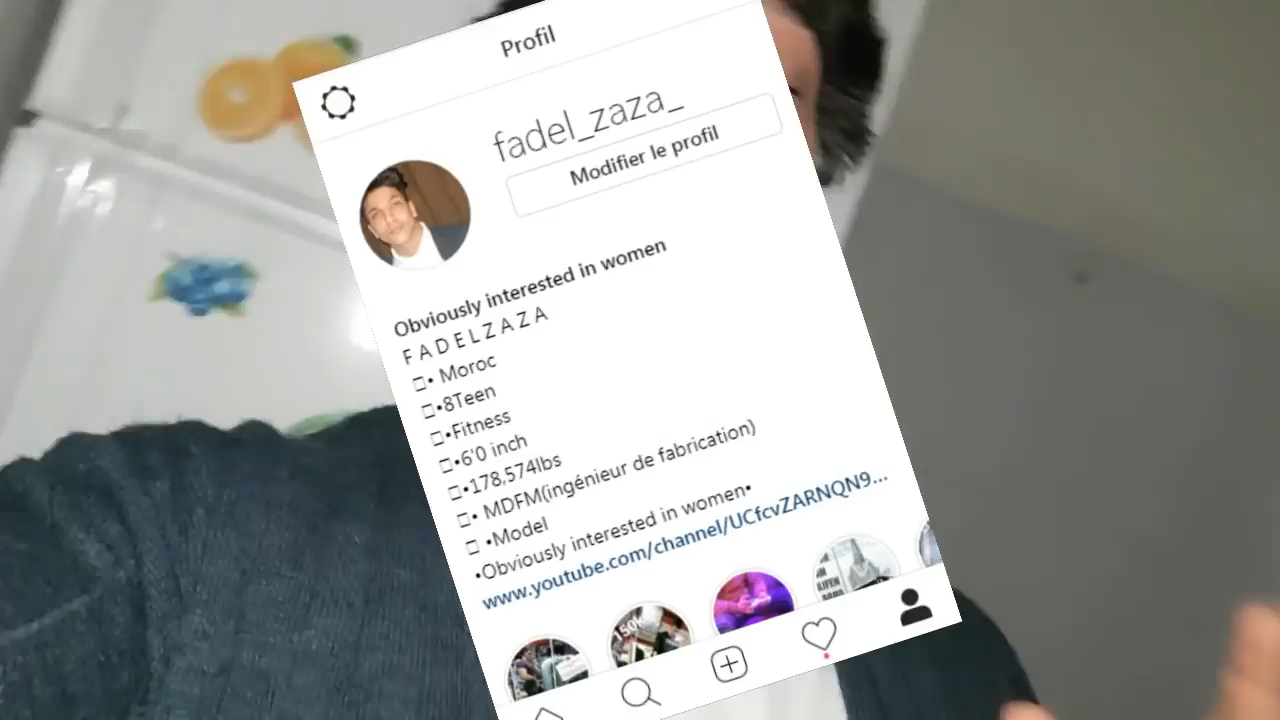 Profil
fadel_zaza_
Modifier le profil
Obviously interested in women
F A D E L Z A Z A
□• Moroc
□•8Teen
□•Fitness
□•6'0 inch
□•178,574lbs
□• MDFM(ingénieur de fabrication)
□ •Model
•Obviously interested in women•
www.youtube.com/channel/UCfcvZARNQN9...
150K